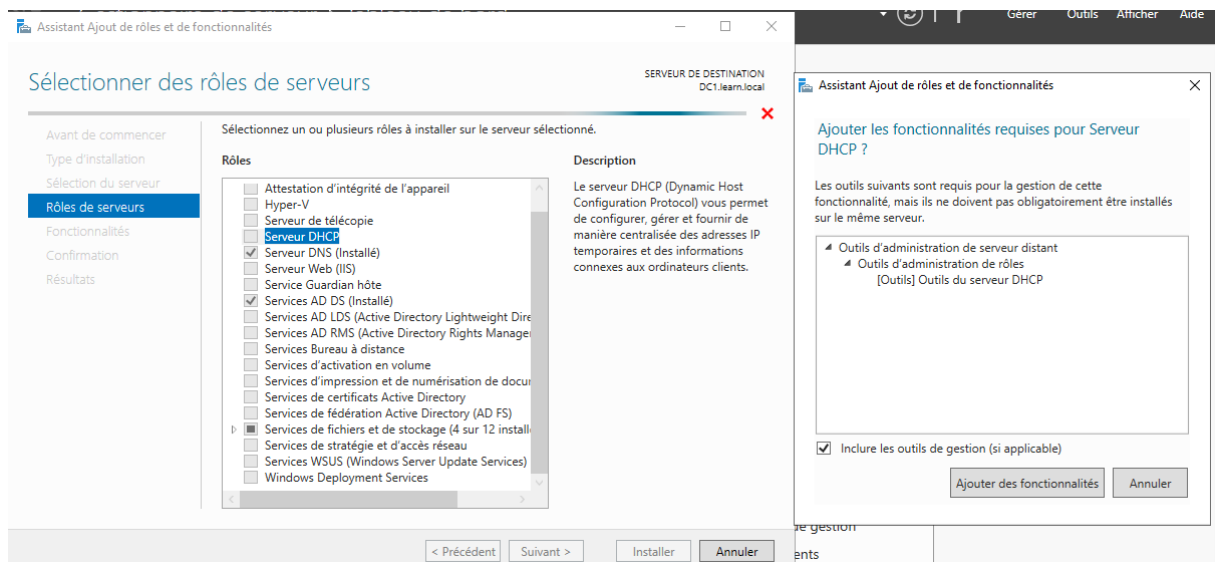 Assistant Ajout de rôles et de fonctionnalités
Sélectionner des rôles de serveurs
SERVEUR DE DESTINATION
DC1.learn.local
Avant de commencer
Type d'installation
Sélection du serveur
Rôles de serveurs
Fonctionnalités
Confirmation
Résultats
Sélectionnez un ou plusieurs rôles à installer sur le serveur sélectionné.
Rôles
Attestation d'intégrité de l'appareil
Hyper-V
Serveur de télécopie
Serveur DHCP
Serveur DNS (Installé)
Serveur Web (IIS)
Service Guardian hôte
Services AD DS (Installé)
Services AD LDS (Active Directory Lightweight Dire
Services AD RMS (Active Directory Rights Manage
Services Bureau à distance
Services d'activation en volume
Services d'impression et de numérisation de docu
Services de certificats Active Directory
Services de fédération Active Directory (AD FS)
Services de fichiers et de stockage (4 sur 12 install
Services de stratégie et d'accès réseau
Services WSUS (Windows Server Update Services)
Windows Deployment Services
Description
Le serveur DHCP (Dynamic Host
Configuration Protocol) vous permet
de configurer, gérer et fournir de
manière centralisée des adresses IP
temporaires et des informations
connexes aux ordinateurs clients.
< Précédent
Suivant >
Installer
Annuler
Gérer Outils Afficher Aide
Assistant Ajout de rôles et de fonctionnalités
Ajouter les fonctionnalités requises pour Serveur
DHCP ?
Les outils suivants sont requis pour la gestion de cette
fonctionnalité, mais ils ne doivent pas obligatoirement être installés
sur le même serveur.
Outils d'administration de serveur distant
Outils d'administration de rôles
[Outils] Outils du serveur DHCP
Inclure les outils de gestion (si applicable)
Ajouter des fonctionnalités
Annuler
de gestion
ents